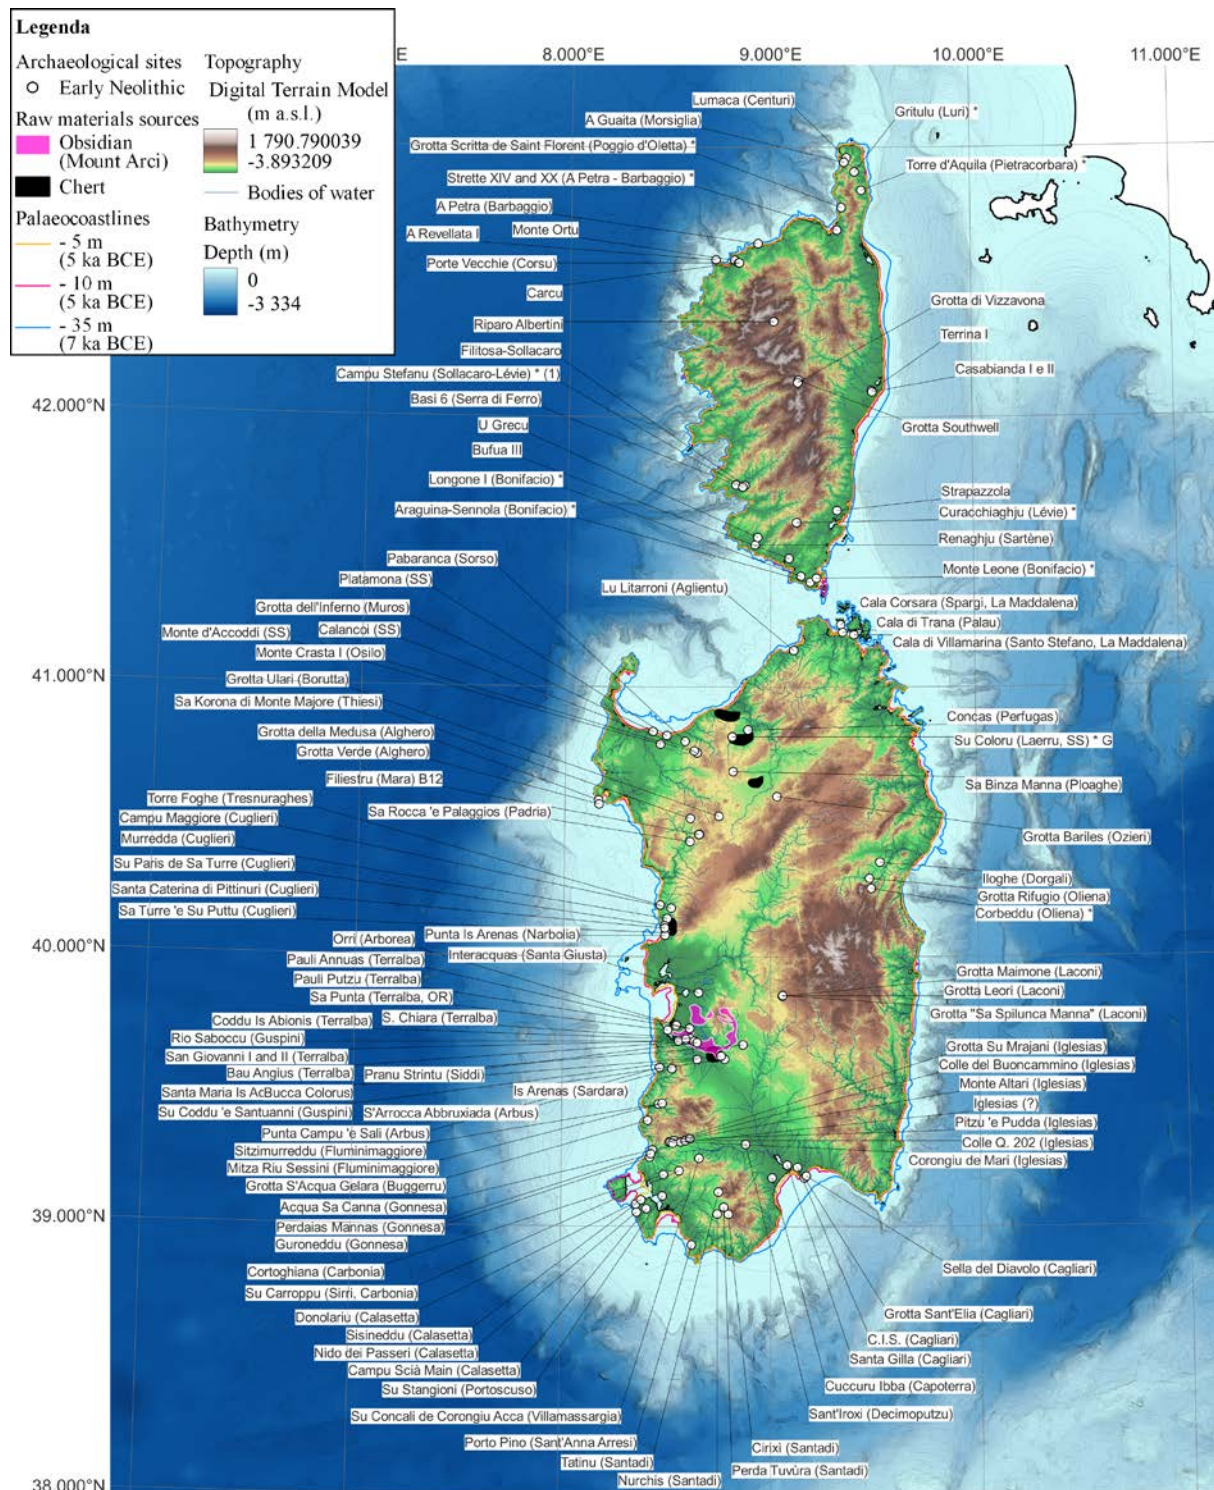 Legenda
Archaeological sites
Early Neolithic
Raw materials sources
Obsidian
(Mount Arci)
Chert
Palaeocoastlines
- 5 m
(5 ka BCE)
- 10 m
(5 ka BCE)
- 35 m
(7 ka BCE)
Topography
Digital Terrain Model
(m a.s.l.)
1 790.790039
-3.893209
Bodies of water
Bathymetry
Depth (m)
0
-3 334
E
8.000°E
9.000°E
10.000°E
11.000°E
42.000°N
41.000°N
40.000°N
39.000°N
38.000°N
Lumaca (Centuri)
Gritulu (Luri) *
A Guaita (Morsiglia)
Grotta Scritta de Saint Florent (Poggio d'Oletta) *
Torre d'Aquila (Pietracorbara) *
Strette XIV and XX (A Petra - Barbaggio) *
A Petra (Barbaggio)
Monte Ortu
A Revellata I
Porte Vecchie (Corsu)
Carcu
Grotta di Vizzavona
Riparo Albertini
Terrina I
Filitosa-Sollacaro
Casabianda I e II
Campu Stefanu (Sollacaro-Lévie) * (1)
Basi 6 (Serra di Ferro)
U Grecu
Grotta Southwell
Bufua III
Longone I (Bonifacio) *
Strapazzola
Araguina-Sennola (Bonifacio) *
Curacchiaghju (Lévie) *
Renaghju (Sartène)
Pabaranca (Sorso)
Monte Leone (Bonifacio) *
Platamona (SS)
Lu Litarroni (Aglientu)
Cala Corsara (Spargi, La Maddalena)
Grotta dell'Inferno (Muros)
Cala di Trana (Palau)
Monte d'Accoddi (SS)
Calancoi (SS)
Cala di Villamarina (Santo Stefano, La Maddalena)
Monte Crasta I (Osilo)
Grotta Ulari (Borutta)
Sa Korona di Monte Majore (Thiesi)
Concas (Perfugas)
Grotta della Medusa (Alghero)
Su Coloru (Laerru, SS) * G
Grotta Verde (Alghero)
Filiestru (Mara) B12
Sa Binza Manna (Ploaghe)
Torre Foghe (Tresnuraghes)
Sa Rocca 'e Palaggios (Padria)
Campu Maggiore (Cuglieri)
Grotta Bariles (Ozieri)
Murredda (Cuglieri)
Su Paris de Sa Turre (Cuglieri)
Iloghe (Dorgali)
Santa Caterina di Pittinuri (Cuglieri)
Grotta Rifugio (Oliena)
Sa Turre 'e Su Puttu (Cuglieri)
Corbeddu (Oliena) *
Orri (Arborea)
Punta Is Arenas (Narbolia)
Pauli Annuas (Terralba)
Interacquas (Santa Giusta)
Pauli Putzu (Terralba)
Grotta Maimone (Laconi)
Sa Punta (Terralba, OR)
Grotta Leori (Laconi)
Coddu Is Abionis (Terralba)
S. Chiara (Terralba)
Grotta "Sa Spilunca Manna" (Laconi)
Rio Saboccu (Guspini)
San Giovanni I and II (Terralba)
Grotta Su Mrajani (Iglesias)
Bau Angius (Terralba)
Pranu Strintu (Siddi)
Colle del Buoncammino (Iglesias)
Santa Maria Is Ac
Bucca Colorus)
Is Arenas (Sardara)
Monte Altari (Iglesias)
Su Coddu 'e Santuanni (Guspini)
S'Arrocca Abbruxiada (Arbus)
Iglesias (?)
Punta Campu 'e Sali (Arbus)
Pitzu 'e Pudda (Iglesias)
Sitzimurreddu (Fluminimaggiore)
Colle Q. 202 (Iglesias)
Mitza Riu Sessini (Fluminimaggiore)
Corongiu de Mari (Iglesias)
Grotta S'Acqua Gelara (Buggerru)
Acqua Sa Canna (Gonnesa)
Perdaias Mannas (Gonnesa)
Guroneddu (Gonnesa)
Cortoghiana (Carbonia)
Sella del Diavolo (Cagliari)
Su Carroppu (Sirri, Carbonia)
Donolariu (Calasetta)
Grotta Sant'Elia (Cagliari)
Sisineddu (Calasetta)
C.I.S. (Cagliari)
Nido dei Passeri (Calasetta)
Santa Gilla (Cagliari)
Campu Scià Main (Calasetta)
Su Stangioni (Portoscuso)
Cuccuru Ibba (Capoterra)
Su Concali de Corongiu Acca (Villamassargia)
Sant'Iroxi (Decimoputzu)
Porto Pino (Sant'Anna Arresi)
Cirixi (Santadi)
Tatinu (Santadi)
Perda Tuvùra (Santadi)
Nurchis (Santadi)